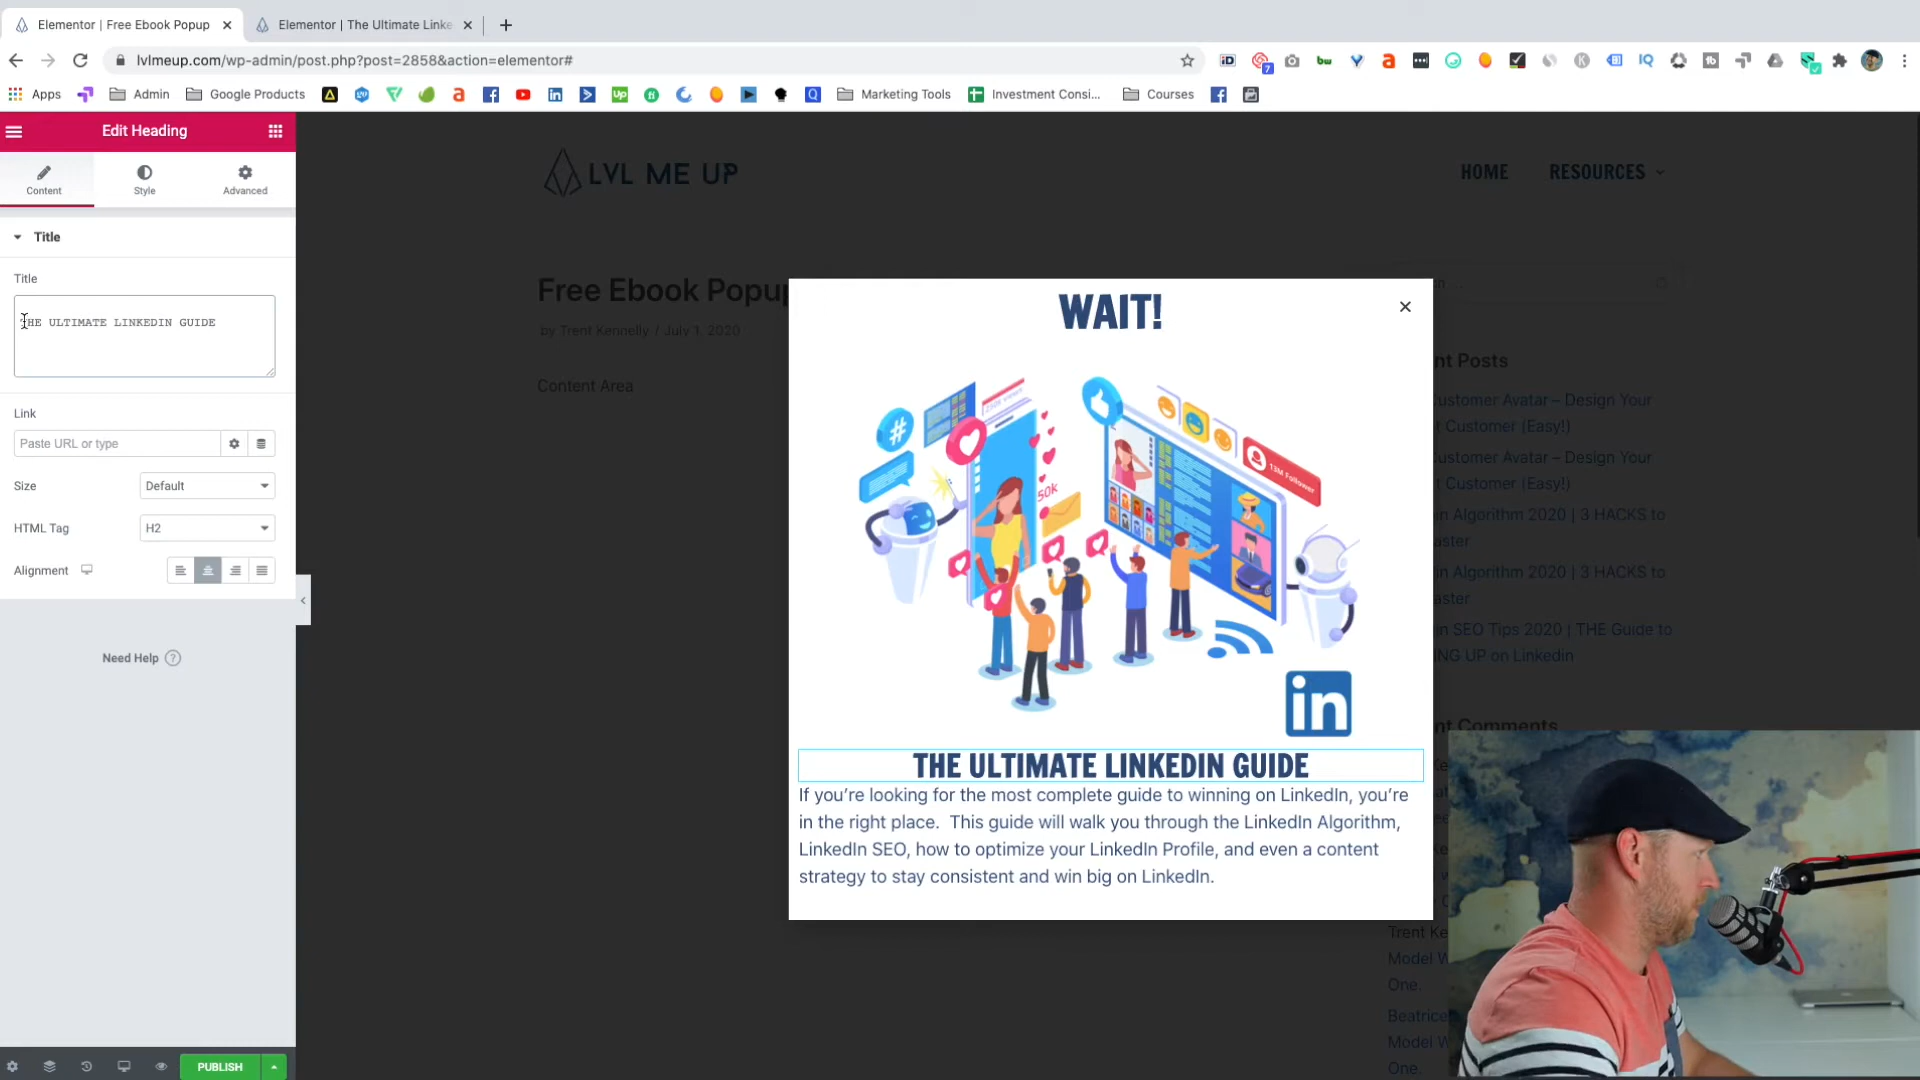 Elementor | Free Ebook Popup
Elementor | The Ultimate Linke
lvlmeup.com/wp-admin/post.php?post=2858&action=elementor#
Apps
Admin
Google Products
Marketing Tools
Investment Consi...
Courses
Edit Heading
Content
Style
Advanced
Title
Title
THE ULTIMATE LINKEDIN GUIDE
Link
Paste URL or type
Size
Default
HTML Tag
H2
Alignment
Need Help
PUBLISH
LVL ME UP
HOME
RESOURCES
Free Ebook Popup
by Trent Kennelly / July 1, 2020
Content Area
WAIT!
50k
13M Follower
in
THE ULTIMATE LINKEDIN GUIDE
If you're looking for the most complete guide to winning on LinkedIn, you're
in the right place.  This guide will walk you through the LinkedIn Algorithm,
LinkedIn SEO, how to optimize your LinkedIn Profile, and even a content
strategy to stay consistent and win big on LinkedIn.
nt Posts
ustomer Avatar – Design Your
t Customer (Easy!)
ustomer Avatar – Design Your
t Customer (Easy!)
in Algorithm 2020 | 3 HACKS to
aster
in Algorithm 2020 | 3 HACKS to
aster
in SEO Tips 2020 | THE Guide to
ING UP on Linkedin
nt Comments
Trent Ke
Model W
One.
Beatrice
Model W
One.